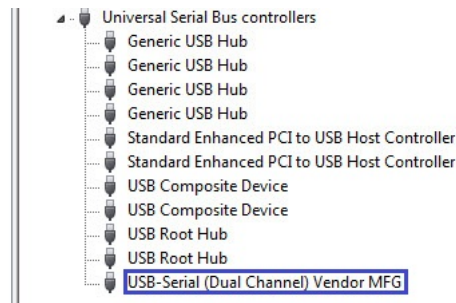 Universal Serial Bus controllers
Generic USB Hub
Generic USB Hub
Generic USB Hub
Generic USB Hub
Standard Enhanced PCI to USB Host Controller
Standard Enhanced PCI to USB Host Controller
USB Composite Device
USB Composite Device
USB Root Hub
USB Root Hub
USB-Serial (Dual Channel) Vendor MFG